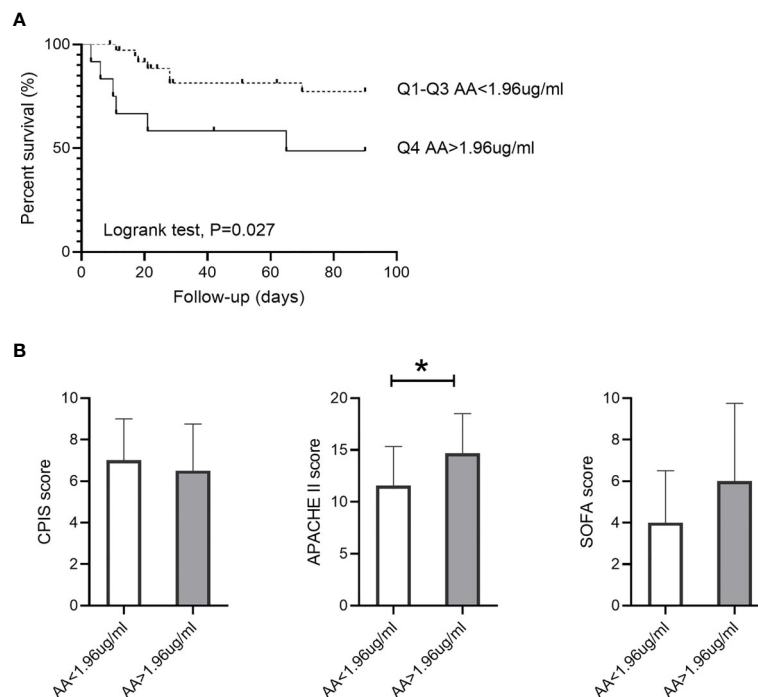 A
Percent survival (%)
100
50
0
0 20 40 60 80 100
Follow-up (days)
Q1-Q3 AA<1.96ug/ml
Q4 AA>1.96ug/ml
Logrank test, P=0.027
B
CPIS score
10
8
6
4
2
0
AA<1.96ug/ml
AA>1.96ug/ml
APACHE II score
20
15
10
5
0
*
AA<1.96ug/ml
AA>1.96ug/ml
SOFA score
10
8
6
4
2
0
AA<1.96ug/ml
AA>1.96ug/ml